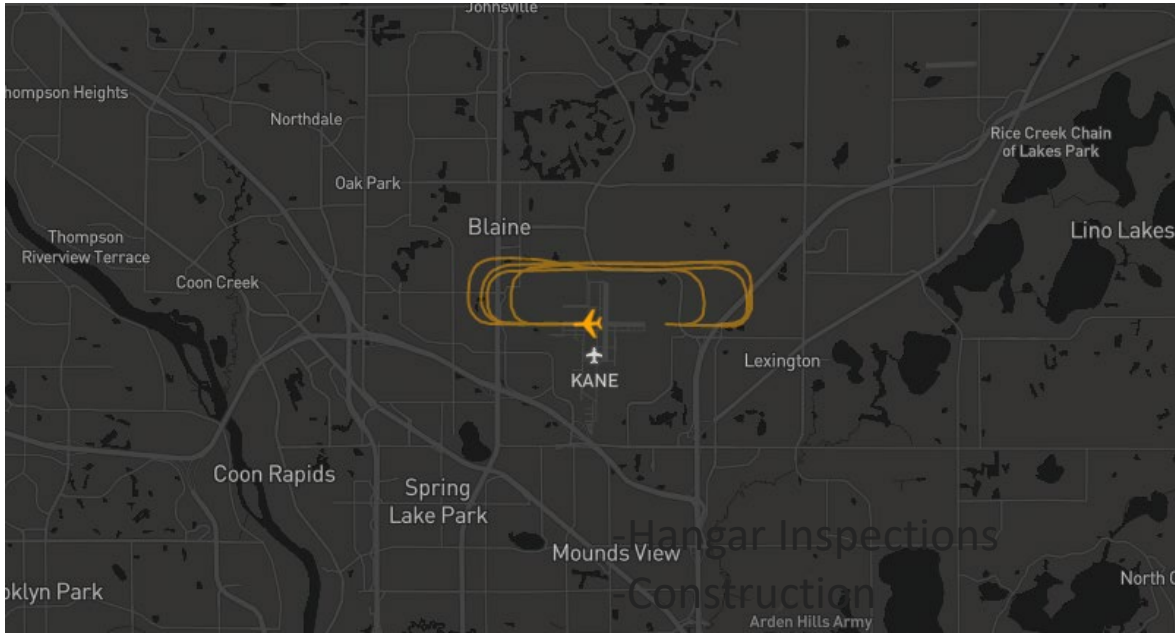 Johnsville
Thompson Heights
Northdale
Rice Creek Chain
of Lakes Park
Oak Park
Blaine
Lino Lakes
Thompson
Riverview Terrace
Coon Creek
Lexington
KANE
Coon Rapids
Spring
Lake Park
-Hangar Inspections
Mounds View
North
oklyn Park
-Construction
Arden Hills Army